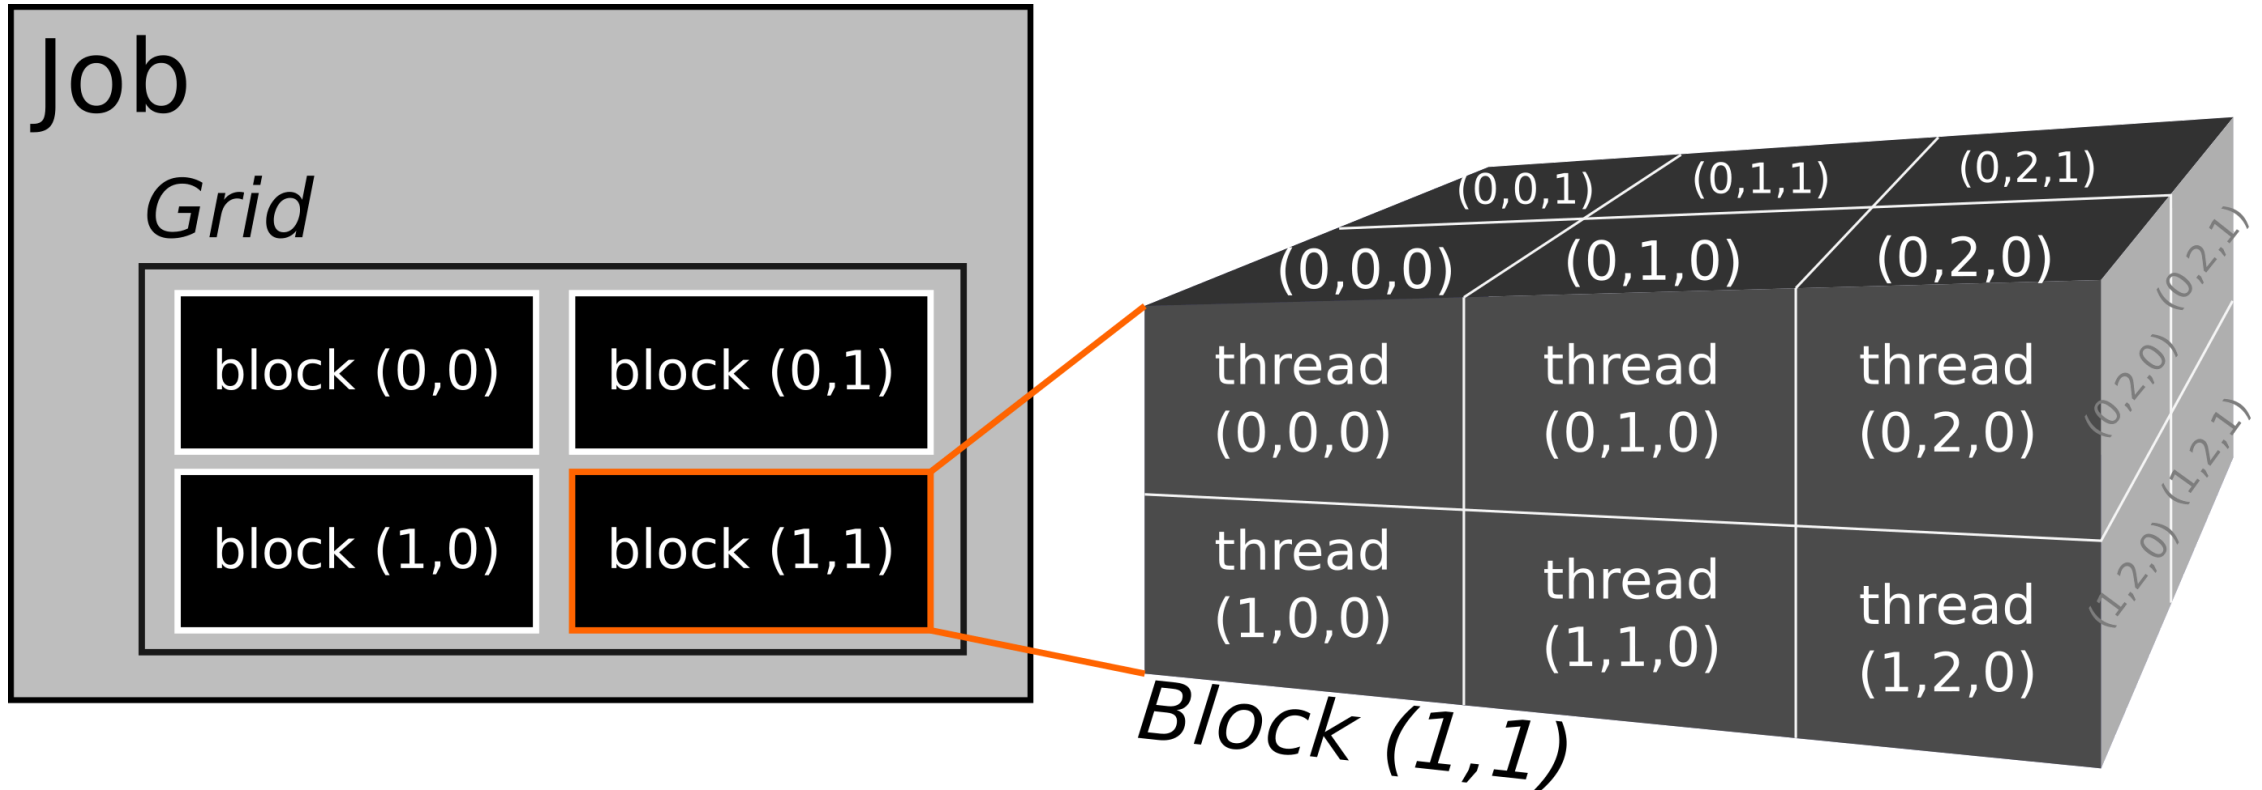 Job
Grid
block (0,0)
block (0,1)
block (1,0)
block (1,1)
(0,0,1)
(0,1,1)
(0,2,1)
(0,0,0)
(0,1,0)
(0,2,0)
thread
(0,0,0)
thread
(0,1,0)
thread
(0,2,0)
thread
(1,0,0)
thread
(1,1,0)
thread
(1,2,0)
(0,2,0)
(0,2,1)
(1,2,0)
(1,2,1)
Block (1,1)